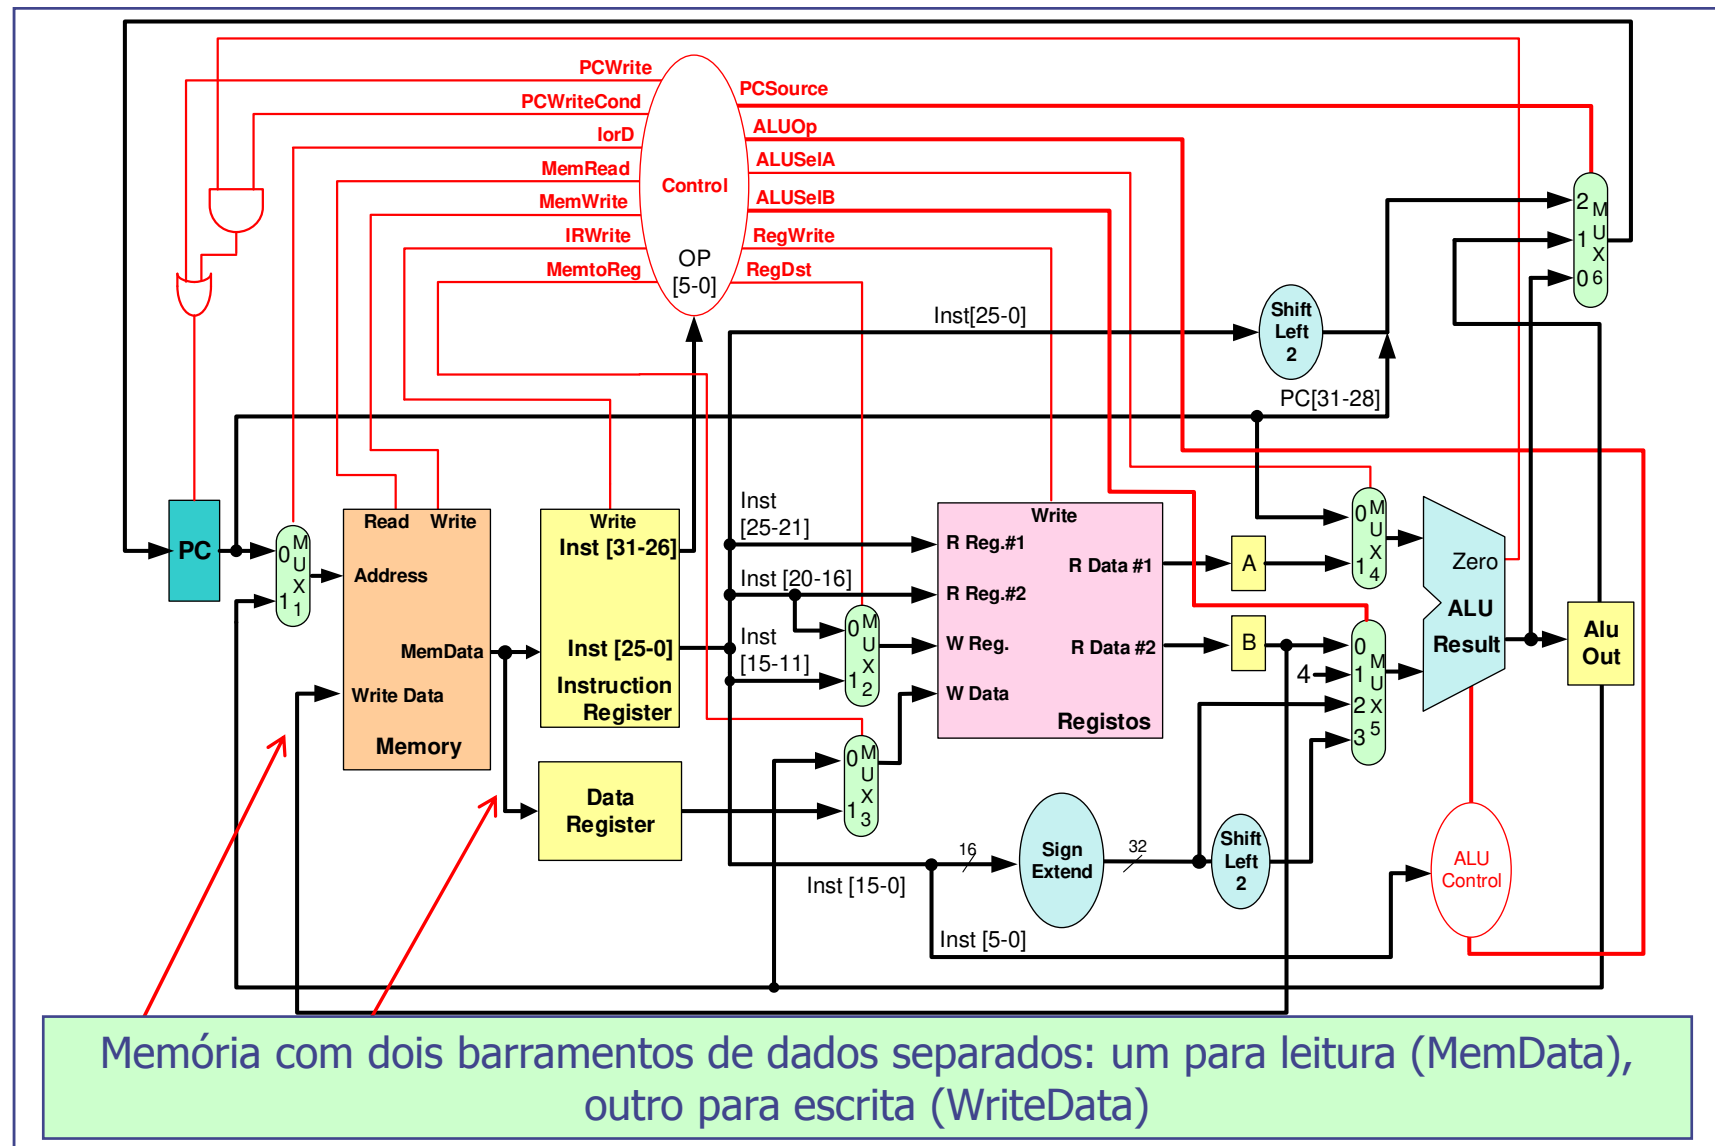 PCWrite
PCWriteCond
IorD
MemRead
MemWrite
IRWrite
MemtoReg
Control
OP
[5-0]
PCSource
ALUOp
ALUSelA
ALUSelB
RegWrite
RegDst
2
1
0
M
U
X
6
Inst[25-0]
Shift
Left
2
PC[31-28]
PC
0
1
M
U
X
1
Read Write
Address
MemData
Write Data
Memory
Write
Inst [31-26]
Inst [25-0]
Instruction
Register
Data
Register
Inst
[25-21]
Inst [20-16]
Inst
[15-11]
0
1
M
U
X
2
0
1
M
U
X
3
Write
R Reg.#1
R Reg.#2
W Reg.
W Data
R Data #1
R Data #2
Registos
A
B
4
0
1
M
U
X
4
0
1
2
3
M
U
X
5
Zero
ALU
Result
Alu
Out
16
Inst [15-0]
Sign
Extend
32
Shift
Left
2
ALU
Control
Inst [5-0]
Memória com dois barramentos de dados separados: um para leitura (MemData),
outro para escrita (WriteData)